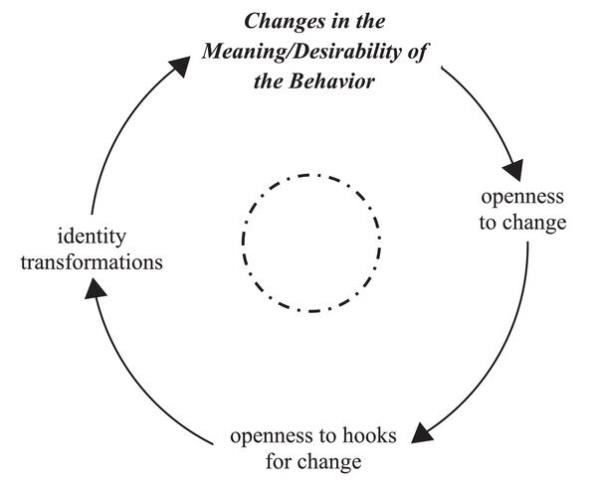 Changes in the
Meaning/Desirability of
the Behavior
openness
to change
openness to hooks
for change
identity
transformations